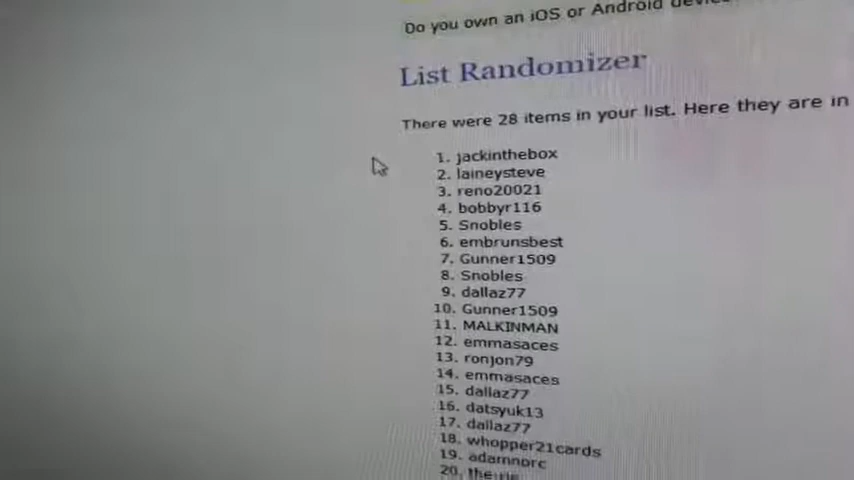 Do you own an iOS or Android
List Randomizer
There were 28 items in your list. Here they are in
1. jackinthebox
2. laineysteve
3. reno20021
4. bobbyr116
5. Snobles
6. embrunsbest
7. Gunner1509
8. Snobles
9. dallaz77
10. Gunner1509
11. MALKINMAN
12. emmasaces
13. ronjon79
14. emmasaces
15. dallaz77
16. datsyuk13
17. dallaz77
18. whopper21cards
19. adamnorc
20.